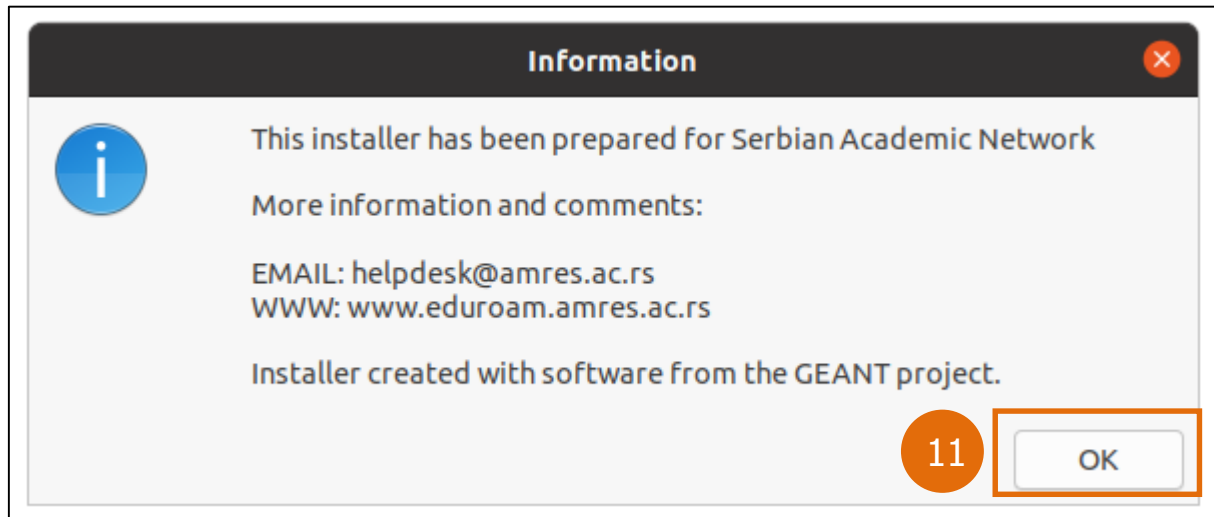 Information
This installer has been prepared for Serbian Academic Network
More information and comments:
EMAIL: helpdesk@amres.ac.rs
WWW: www.eduroam.amres.ac.rs
Installer created with software from the GEANT project.
11
OK